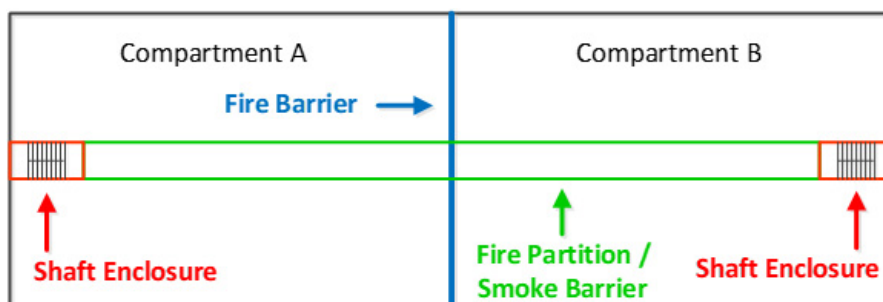 Compartment A
Compartment B
Fire Barrier
Shaft Enclosure
Fire Partition /
Smoke Barrier
Shaft Enclosure